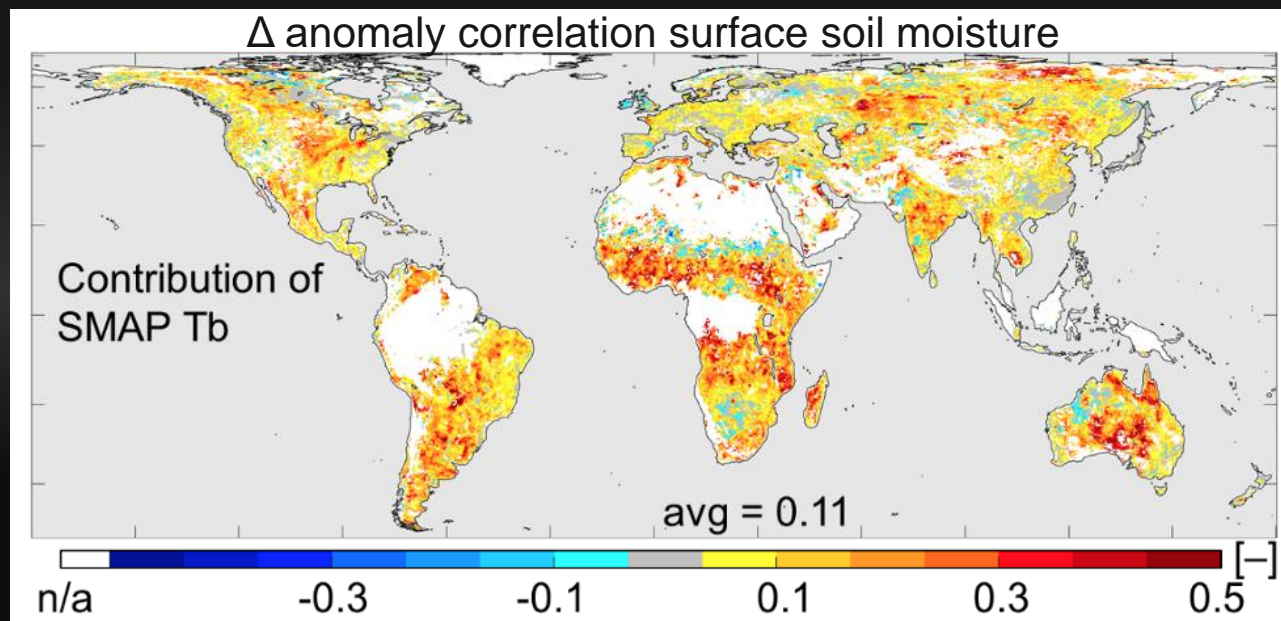 Δ anomaly correlation surface soil moisture
Contribution of
SMAP Tb
avg = 0.11
[–]
n/a -0.3 -0.1 0.1 0.3 0.5